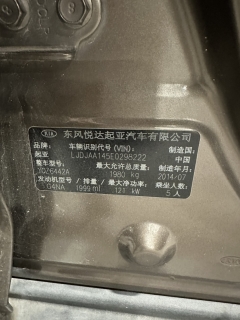 KIA 东风悦达起亚汽车有限公司
品牌: 车辆识别代号(VIN): 制造国:
起亚 LJDJAA145E0298222 中国
整车型号: 最大允许总质量: 制造年月:
YQZ6442A 1980 kg 2014/07
发动机型号 / 排量 / 最大净功率: 乘坐人数:
G4NA 1999 ml 121 kW 5人